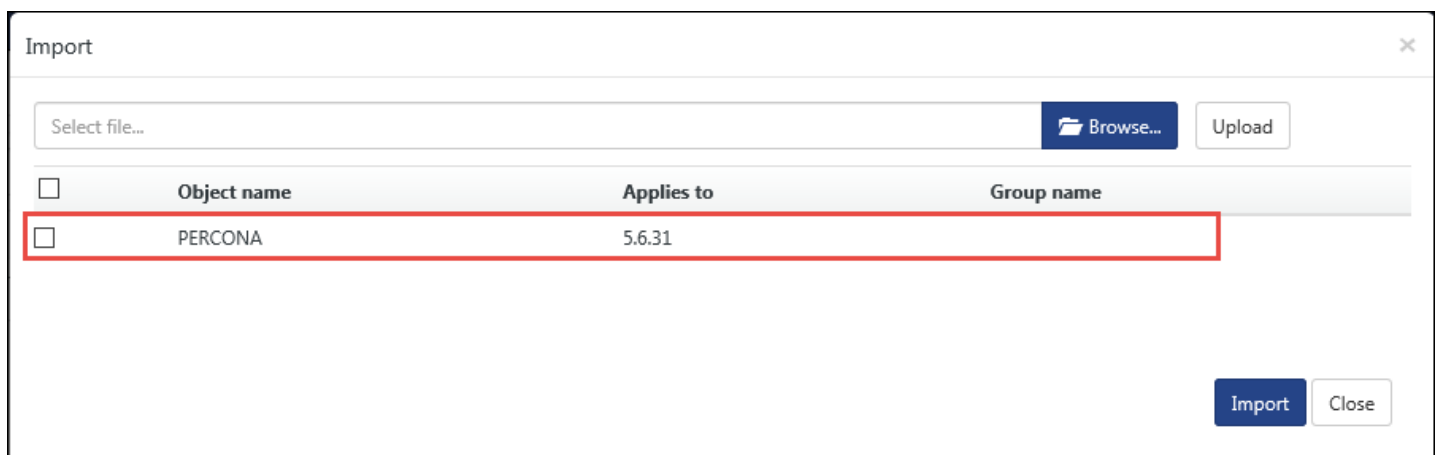 Import ×
Select file... Browse... Upload
Object name Applies to Group name
PERCONA 5.6.31
Import Close